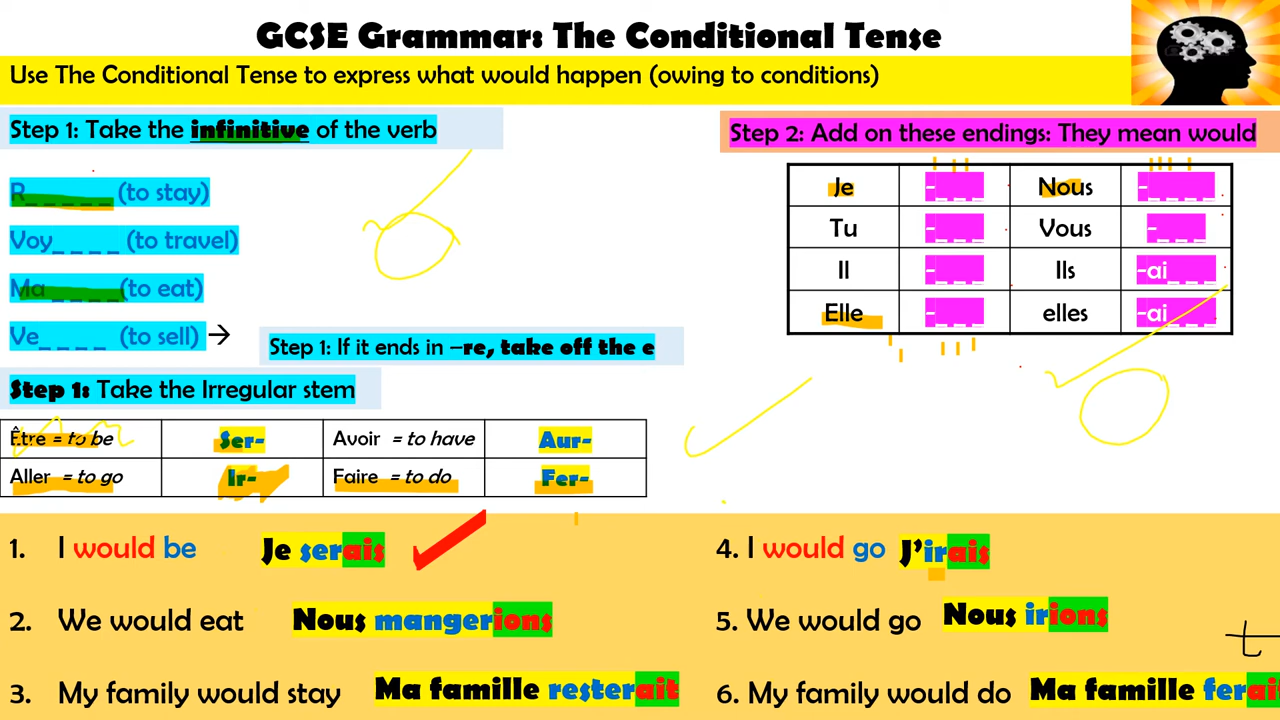 GCSE Grammar: The Conditional Tense
Use The Conditional Tense to express what would happen (owing to conditions)
Step 1: Take the infinitive of the verb
R_ _ _ _ _ _ (to stay)
Voy_ _ _ _ (to travel)
Ma_ _ _ _ _(to eat)
Ve_ _ _ _ (to sell) →
Step 1: If it ends in –re, take off the e
Step 1: Take the Irregular stem
Être = to be Ser- Avoir = to have Aur-
Aller = to go Ir- Faire = to do Fer-
Step 2: Add on these endings: They mean would
Je -_ _ _ Nous -_ _ _ _
Tu -_ _ _ Vous -_ _ _
Il -_ _ _ Ils -ai_ _ _
Elle -_ _ _ elles -ai_ _ _
1. I would be Je serais
2. We would eat Nous mangerions
3. My family would stay Ma famille resterait
4. I would go J'irais
5. We would go Nous irions
6. My family would do Ma famille ferait
t